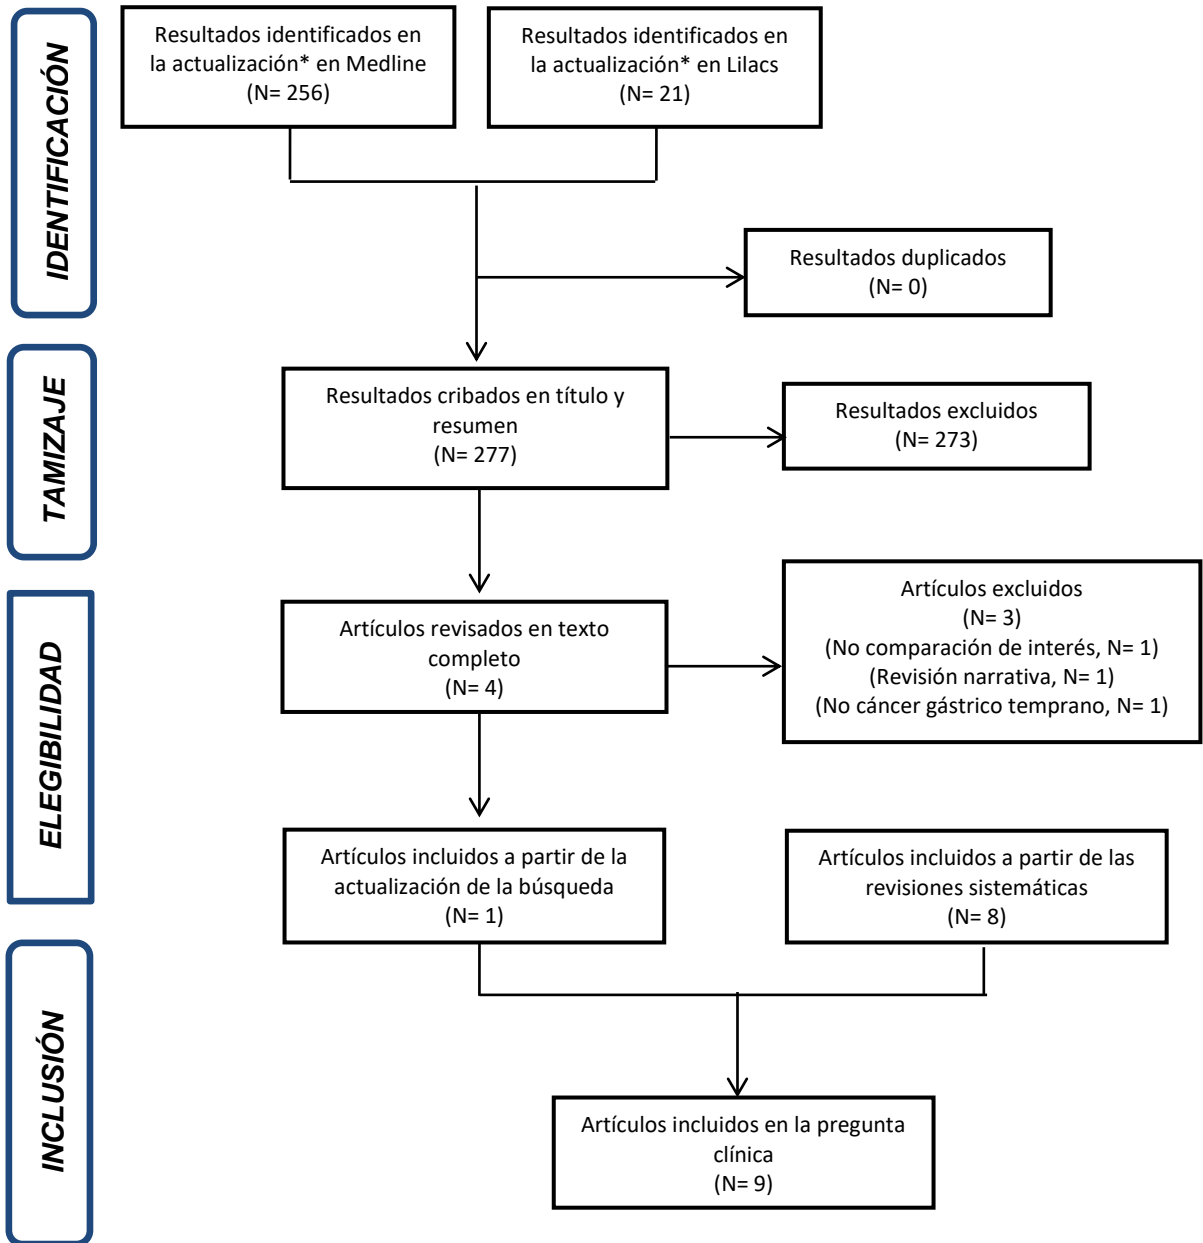 IDENTIFICACIÓN
Resultados identificados en
la actualización* en Medline
(N= 256)
Resultados identificados en
la actualización* en Lilacs
(N= 21)
Resultados duplicados
(N= 0)
TAMIZAJE
Resultados cribados en título y
resumen
(N= 277)
Resultados excluidos
(N= 273)
ELEGIBILIDAD
Artículos revisados en texto
completo
(N= 4)
Artículos excluidos
(N= 3)
(No comparación de interés, N= 1)
(Revisión narrativa, N= 1)
(No cáncer gástrico temprano, N= 1)
Artículos incluidos a partir de la
actualización de la búsqueda
(N= 1)
Artículos incluidos a partir de las
revisiones sistemáticas
(N= 8)
INCLUSIÓN
Artículos incluidos en la pregunta
clínica
(N= 9)